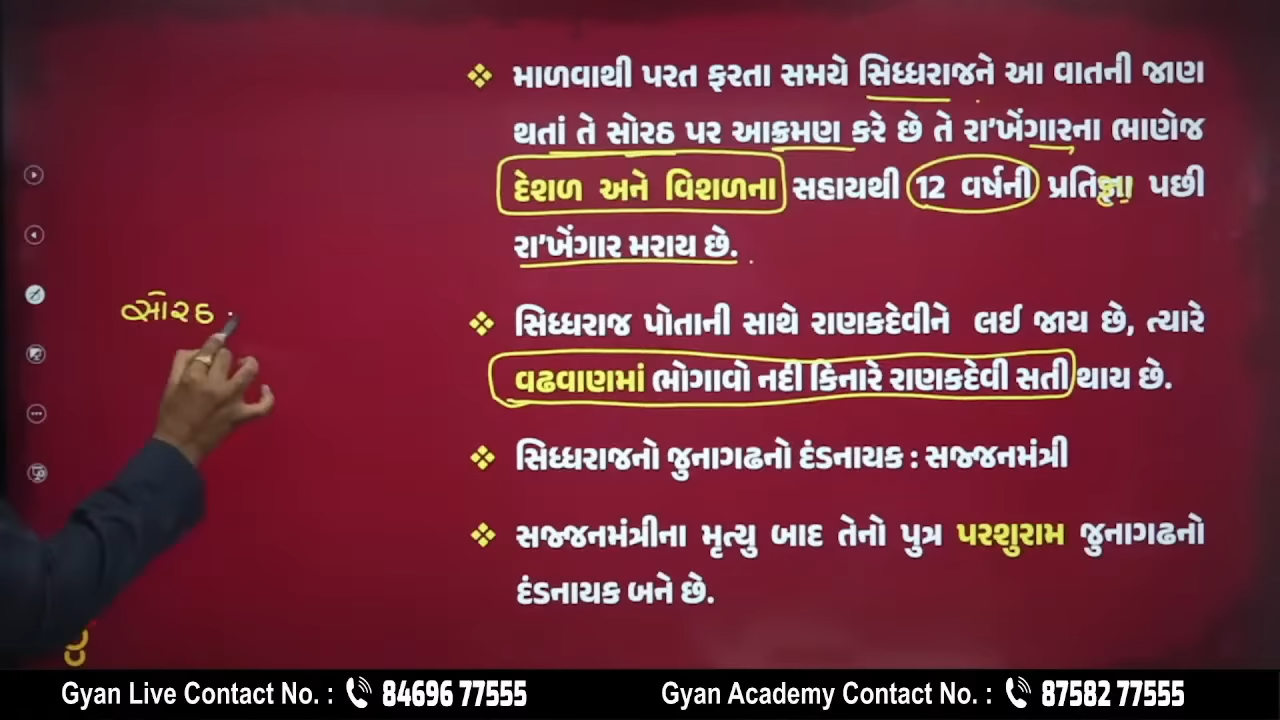 માળવાથી પરત ફરતા સમયે સિધ્ધરાજને આ વાતની જાણ
થતાં તે સોરઠ પર આક્રમણ કરે છે તે રા’ખેંગારના ભાણેજ
દેશળ અને વિશળના સહાયથી 12 વર્ષની પ્રતિજ્ઞા પછી
રા’ખેંગાર મરાય છે.
સોરઠ
સિધ્ધરાજ પોતાની સાથે રાણકદેવીને લઈ જાય છે, ત્યારે
વઢવાણમાં ભોગાવો નદી કિનારે રાણકદેવી સતી થાય છે.
સિધ્ધરાજનો જુનાગઢનો દંડનાયક : સજ્જનમંત્રી
સજ્જનમંત્રીના મૃત્યુ બાદ તેનો પુત્ર પરશુરામ જુનાગઢનો
દંડનાયક બને છે.
Gyan Live Contact No. : 84696 77555
Gyan Academy Contact No. : 87582 77555